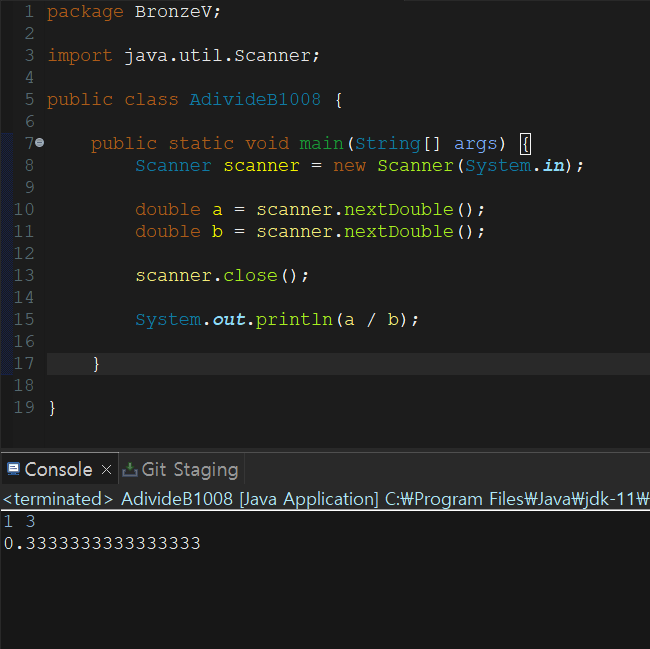 1 package BronzeV;
2
3 import java.util.Scanner;
4
5 public class AdivideB1008 {
6
7     public static void main(String[] args) {
8         Scanner scanner = new Scanner(System.in);
9
10         double a = scanner.nextDouble();
11         double b = scanner.nextDouble();
12
13         scanner.close();
14
15         System.out.println(a / b);
16
17     }
18
19 }
Console × Git Staging
<terminated> AdivideB1008 [Java Application] C:₩Program Files₩Java₩jdk-11₩
1 3
0.3333333333333333